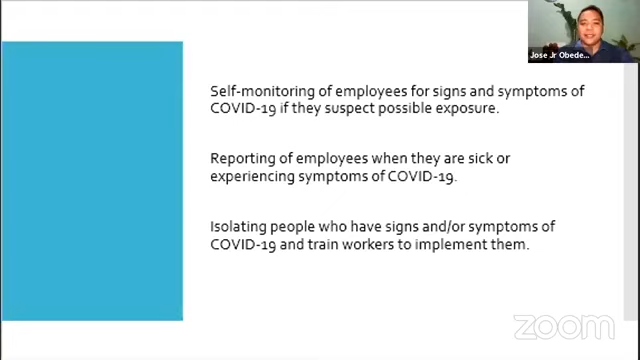 Jose Jr Obede...
Self-monitoring of employees for signs and symptoms of
COVID-19 if they suspect possible exposure.
Reporting of employees when they are sick or
experiencing symptoms of COVID-19.
Isolating people who have signs and/or symptoms of
COVID-19 and train workers to implement them.
zoom